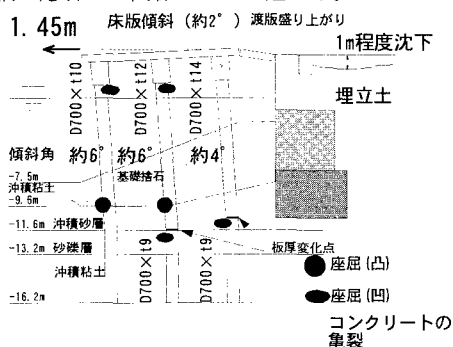 1.45m 床版傾斜(約2°)渡版盛り上がり
1m程度沈下
D700×t10
D700×t12
D700×t14
埋立土
傾斜角 約6° 約6° 約4°
基礎捨石
-7.5m
沖積粘土
-9.6m
-11.6m 沖積砂層
-13.2m 砂礫層
板厚変化点
沖積粘土
D700×t9
D700×t9
座屈(凸)
-16.2m
座屈(凹)
コンクリートの
亀裂